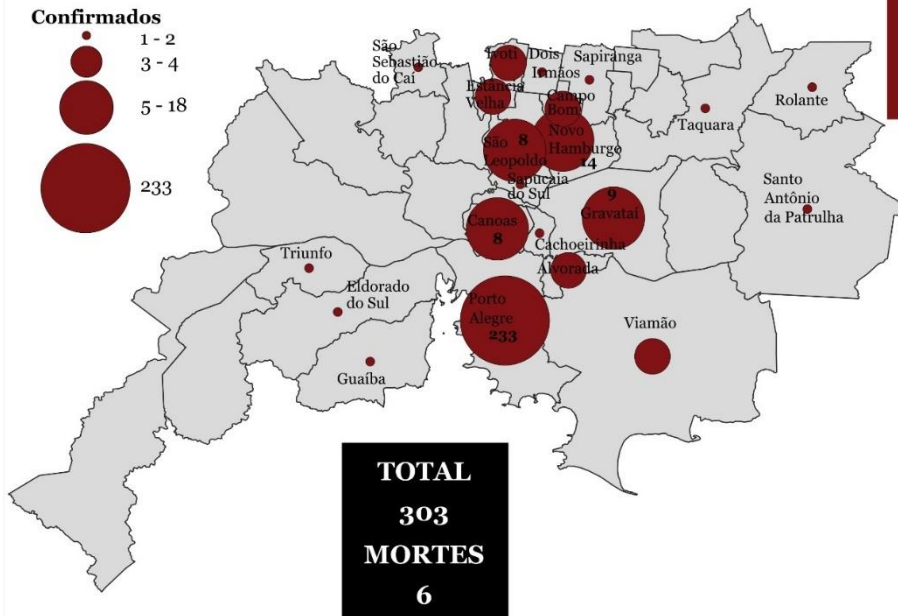 Confirmados
1 - 2
3 - 4
5 - 18
233
São
Sebastião
do Caí
Ivoti
Dois
Irmãos
Sapiranga
Estância
Velha
Campo
Bom
Taquara
Rolante
São
Leopoldo
8
Novo
Hamburgo
14
Sapucaia
do Sul
Santo
Antônio
da Patrulha
9
Gravataí
Canoas
8
Cachoeirinha
Alvorada
Triunfo
Eldorado
do Sul
Porto
Alegre
233
Viamão
Guaíba
TOTAL
303
MORTES
6